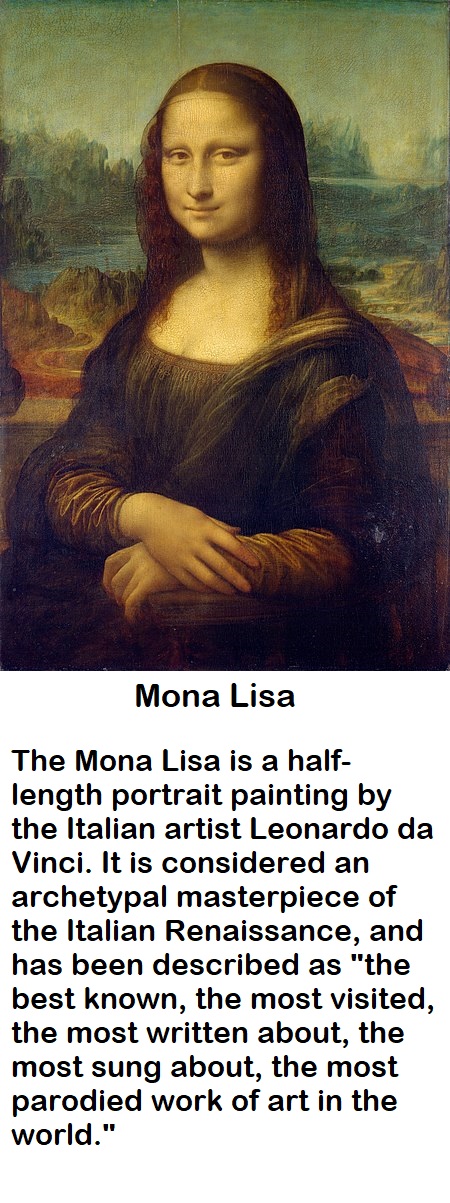 Mona Lisa
The Mona Lisa is a half-
length portrait painting by
the Italian artist Leonardo da
Vinci. It is considered an
archetypal masterpiece of
the Italian Renaissance, and
has been described as "the
best known, the most visited,
the most written about, the
most sung about, the most
parodied work of art in the
world."